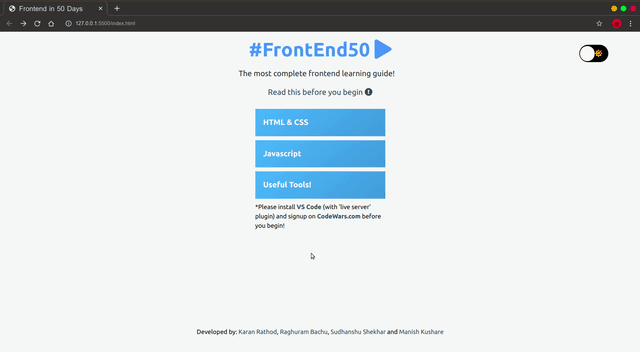 Frontend in 50 Days
127.0.0.1:5500/index.html
#FrontEnd50
The most complete frontend learning guide!
Read this before you begin
HTML & CSS
Javascript
Useful Tools!
*Please install VS Code (with 'live server'
plugin) and signup on CodeWars.com before
you begin!
Developed by: Karan Rathod, Raghuram Bachu, Sudhanshu Shekhar and Manish Kushare